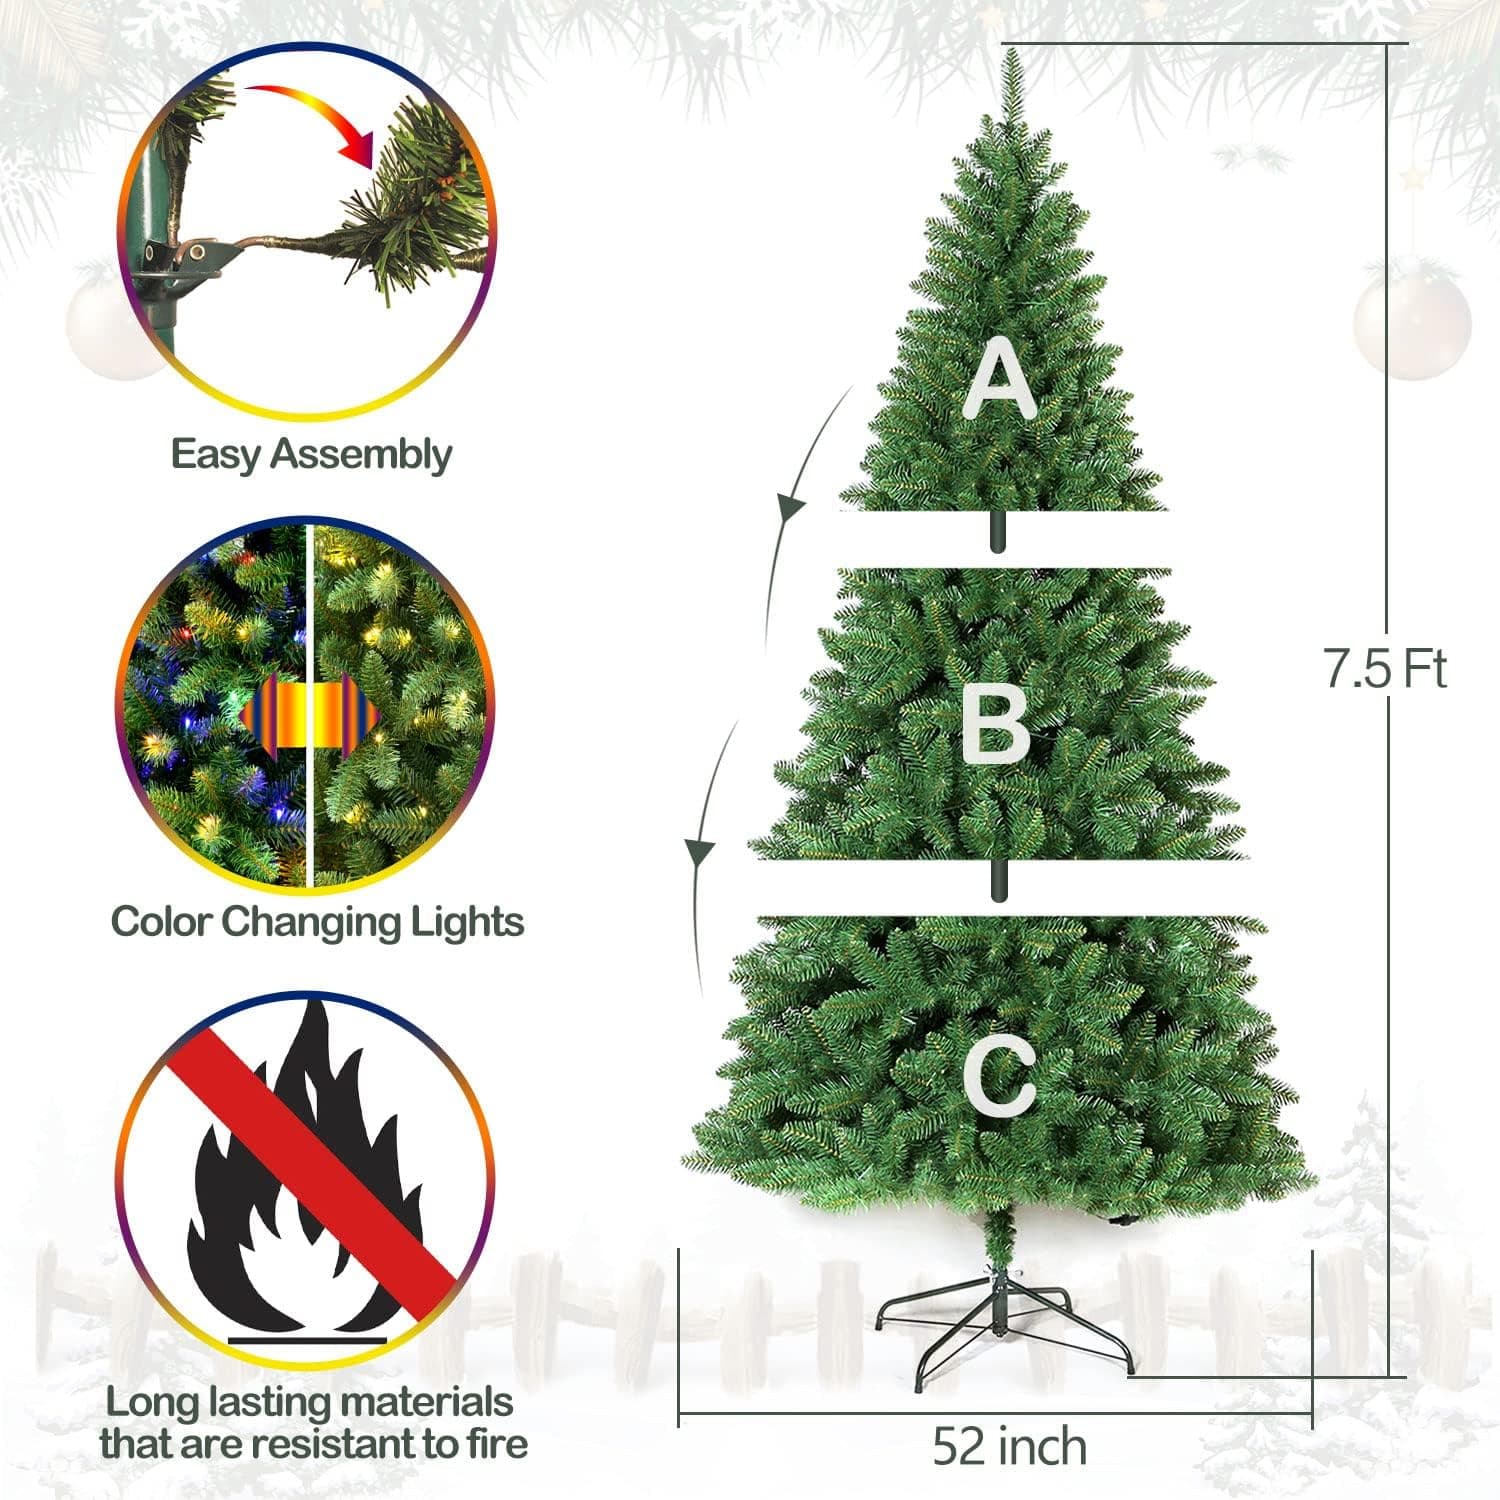 Easy Assembly
Color Changing Lights
Long lasting materials
that are resistant to fire
A
B
C
7.5 Ft
52 inch